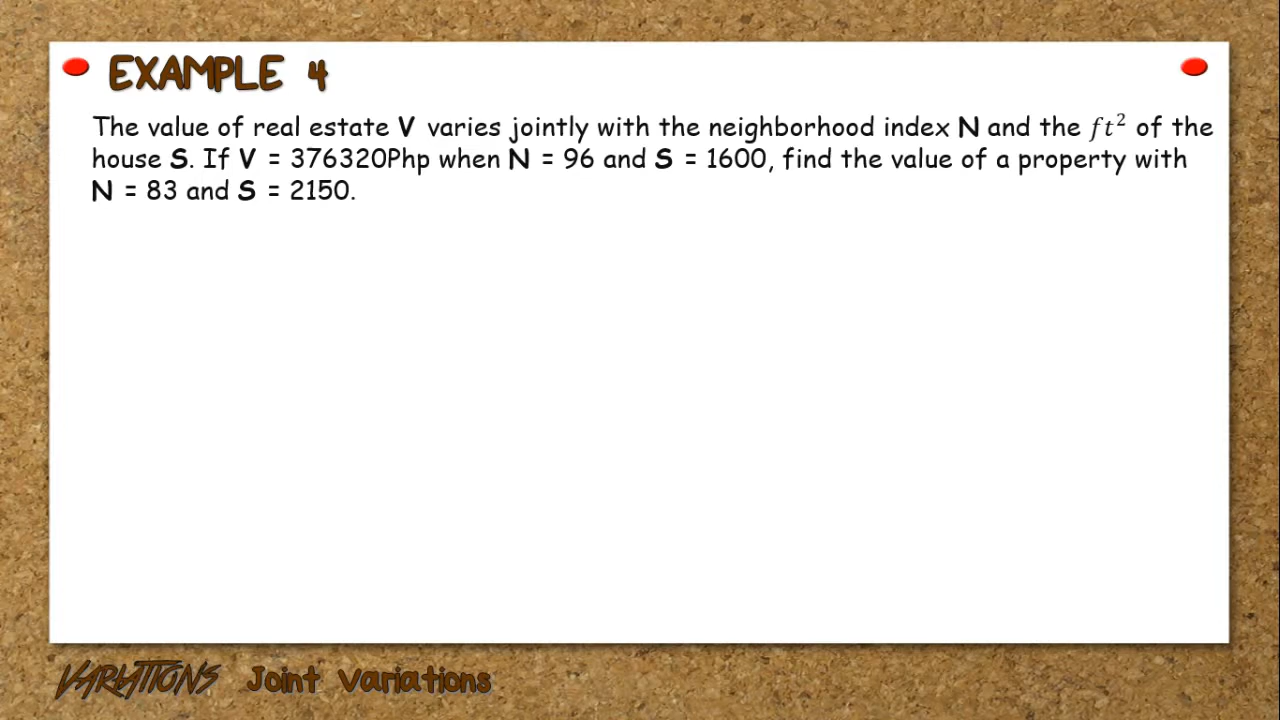 EXAMPLE 4
The value of real estate V varies jointly with the neighborhood index N and the ft² of the
house S. If V = 376320Php when N = 96 and S = 1600, find the value of a property with
N = 83 and S = 2150.
VARIATIONS Joint Variations